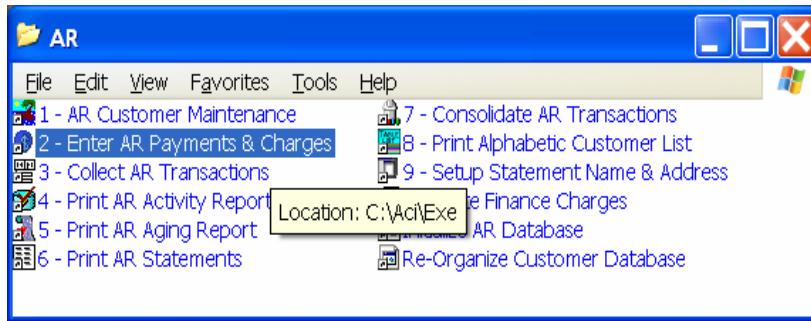 AR
File Edit View Favorites Tools Help
1 - AR Customer Maintenance
2 - Enter AR Payments & Charges
3 - Collect AR Transactions
4 - Print AR Activity Report
5 - Print AR Aging Report
6 - Print AR Statements
7 - Consolidate AR Transactions
8 - Print Alphabetic Customer List
9 - Setup Statement Name & Address
Finance Charges
AR Database
Re-Organize Customer Database
Location: C:\Aci\Exe